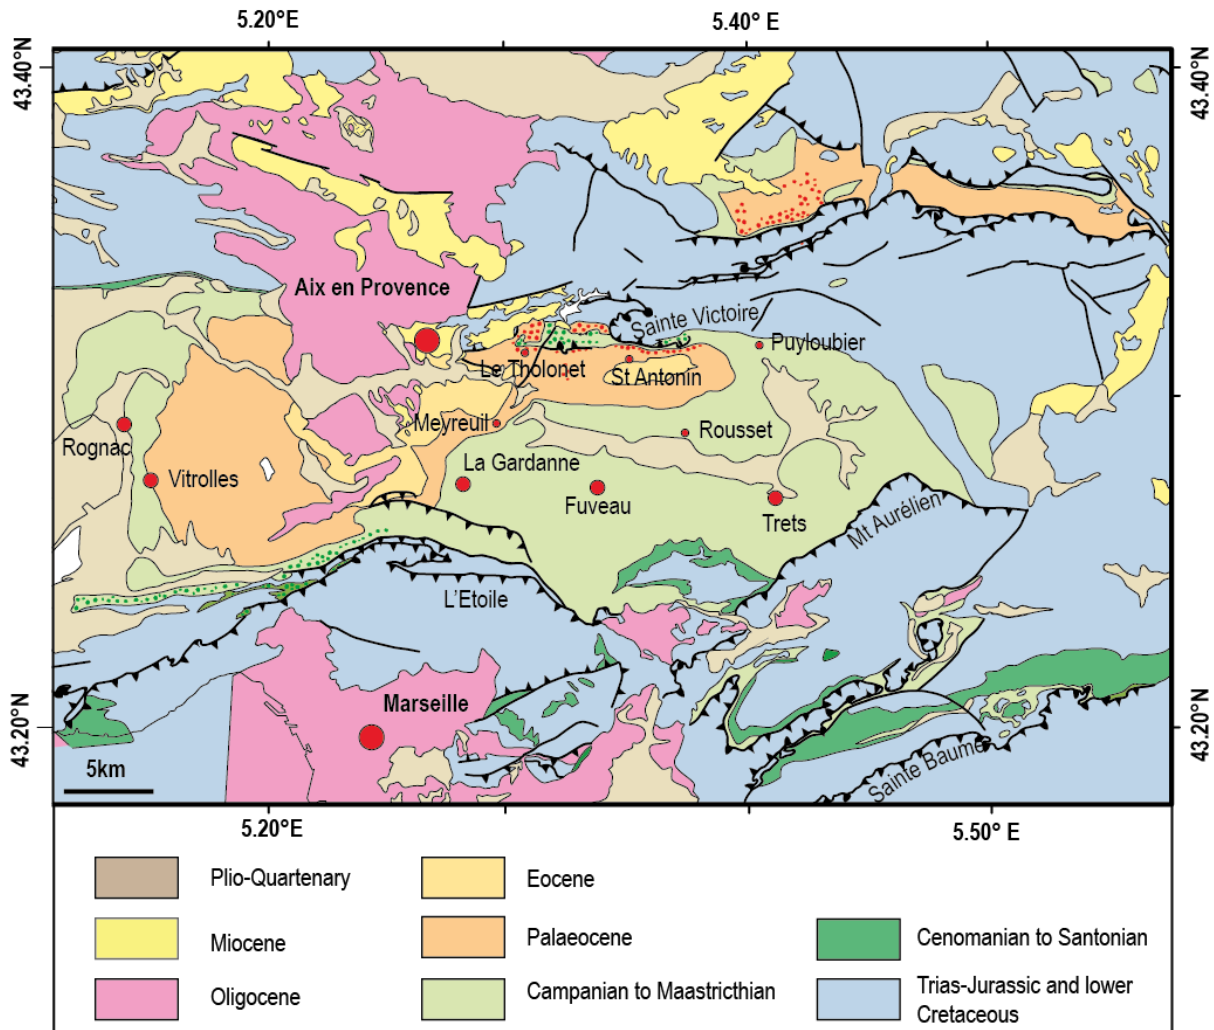 5.20°E
5.40° E
43.40°N
43.40°N
Aix en Provence
Sainte Victoire
Puyloubier
Le Tholonet
St Antonin
Meyreuil
Rousset
Rognac
Vitrolles
La Gardanne
Fuveau
Trets
Mt Aurélien
L'Etoile
Marseille
43.20°N
43.20°N
Sainte Baume
5km
5.20°E
5.50° E
Plio-Quartenary
Eocene
Miocene
Palaeocene
Cenomanian to Santonian
Oligocene
Campanian to Maastricthian
Trias-Jurassic and lower
Cretaceous